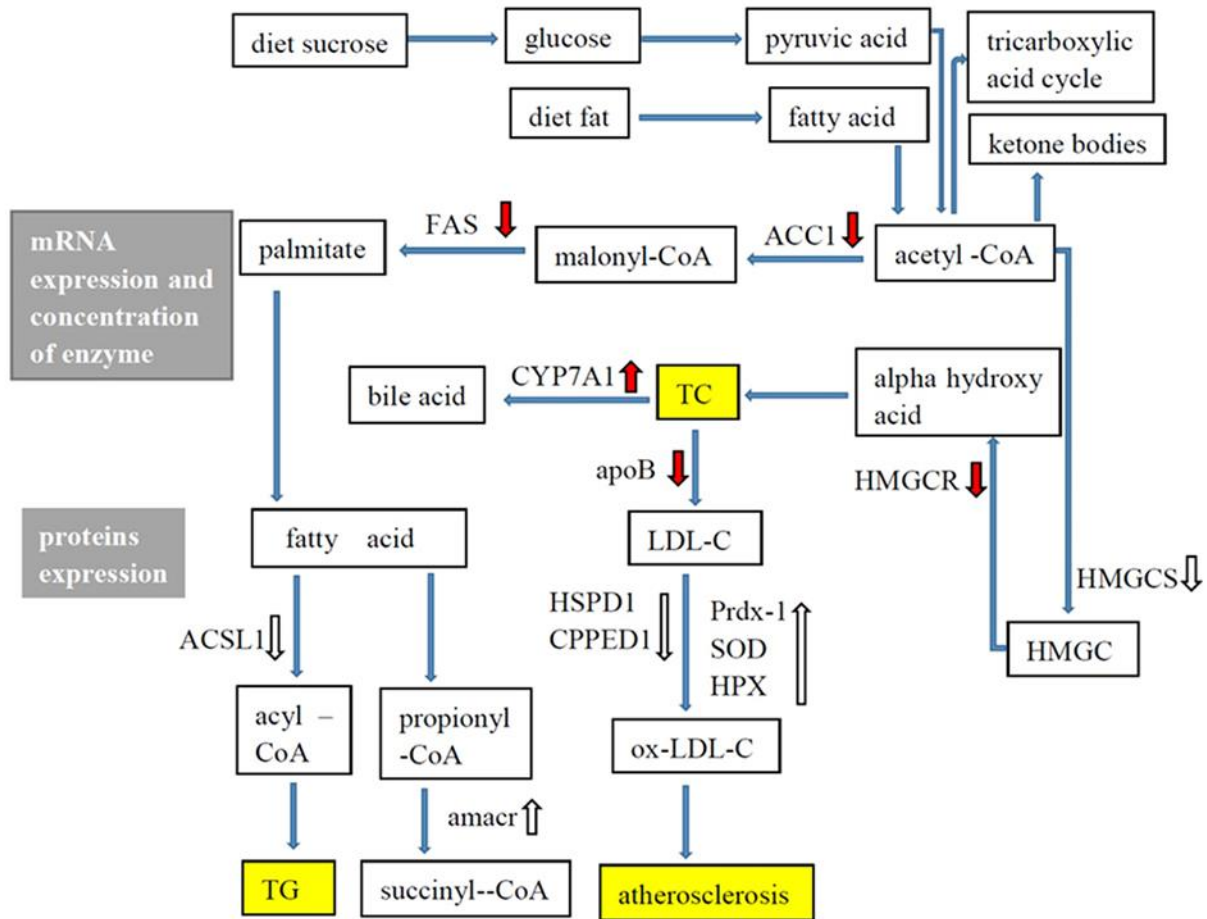 diet sucrose
glucose
pyruvic acid
tricarboxylic
acid cycle
diet fat
fatty acid
ketone bodies
mRNA
expression and
concentration
of enzyme
palmitate
FAS
malonyl-CoA
ACC1
acetyl -CoA
bile acid
CYP7A1
TC
alpha hydroxy
acid
apoB
HMGCR
proteins
expression
fatty acid
LDL-C
HMGCS
ACSL1
HSPD1
CPPED1
Prdx-1
SOD
HPX
HMGC
acyl –
CoA
propionyl
-CoA
ox-LDL-C
amacr
TG
succinyl--CoA
atherosclerosis